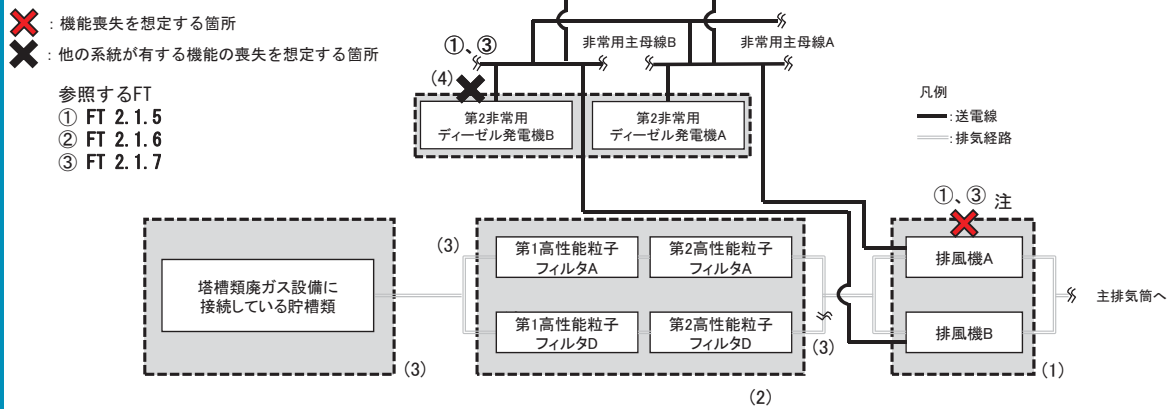 ：機能喪失を想定する箇所
：他の系統が有する機能の喪失を想定する箇所
参照するFT
① FT 2.1.5
② FT 2.1.6
③ FT 2.1.7
①、③
非常用主母線B
非常用主母線A
(4)
第2非常用
ディーゼル発電機B
第2非常用
ディーゼル発電機A
凡例
：送電線
：排気経路
①、③ 注
(3)
第1高性能粒子
フィルタA
第2高性能粒子
フィルタA
排風機A
塔槽類廃ガス設備に
接続している貯槽類
主排気筒へ
第1高性能粒子
フィルタD
第2高性能粒子
フィルタD
排風機B
(3)
(3)
(1)
(2)